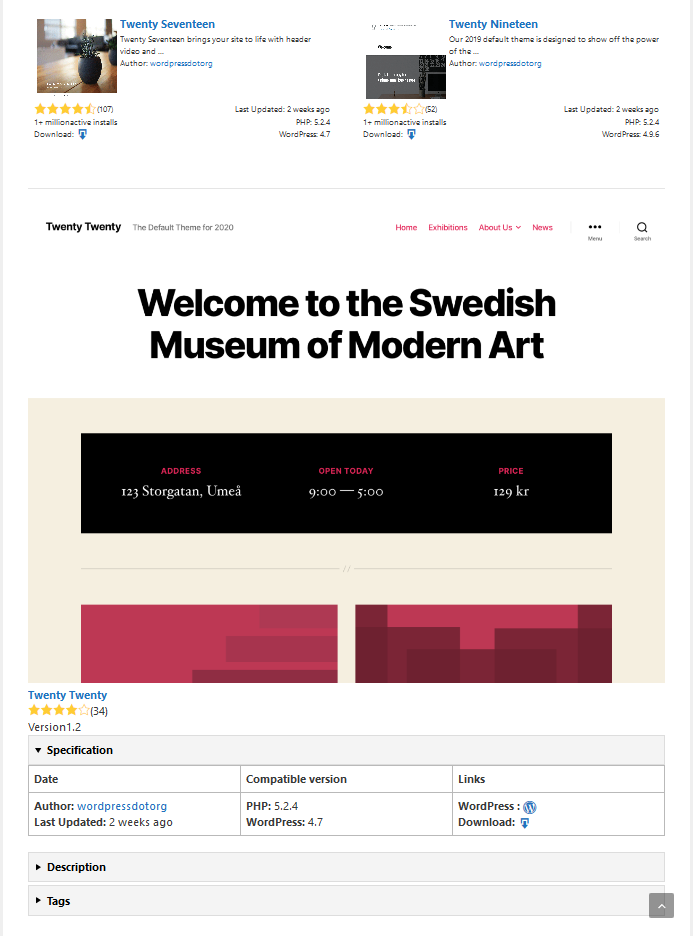 Twenty Seventeen
Twenty Seventeen brings your site to life with header
video and ...
Author: wordpressdotorg
(107)
1+ millionactive installs
Download:
Last Updated: 2 weeks ago
PHP: 5.2.4
WordPress: 4.7
Twenty Nineteen
Our 2019 default theme is designed to show off the power
of the ...
Author: wordpressdotorg
Welcome
(52)
1+ millionactive installs
Download:
Last Updated: 2 weeks ago
PHP: 5.2.4
WordPress: 4.9.6
Twenty Twenty The Default Theme for 2020
Home Exhibitions About Us News
Menu
Search
Welcome to the Swedish
Museum of Modern Art
ADDRESS
123 Storgatan, Umeå
OPEN TODAY
9:00 — 5:00
PRICE
129 kr
//
Twenty Twenty
(34)
Version1.2
Specification
Date Compatible version Links
Author: wordpressdotorg PHP: 5.2.4 WordPress :
Last Updated: 2 weeks ago WordPress: 4.7 Download:
Description
Tags